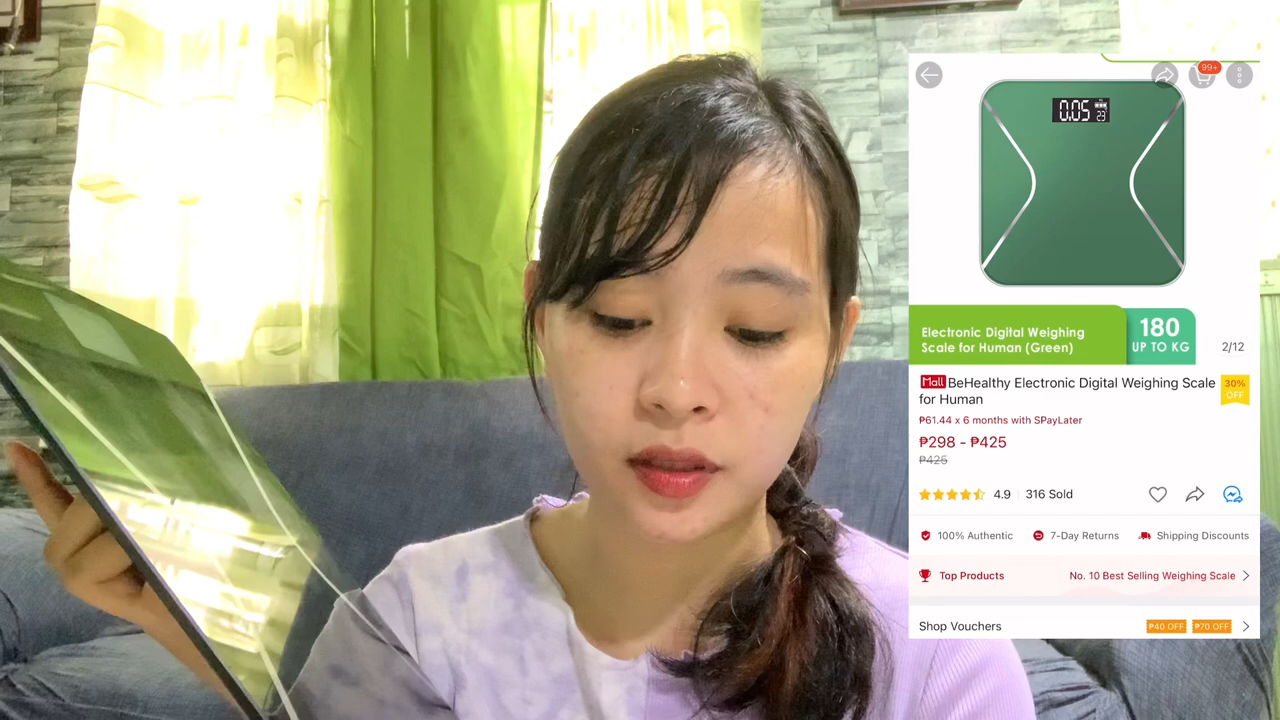 99+
0.05
23
Electronic Digital Weighing
Scale for Human (Green)
180
UP TO KG
2/12
Mall BeHealthy Electronic Digital Weighing Scale
for Human
30%
OFF
₱61.44 x 6 months with SPayLater
₱298 - ₱425
₱425
4.9 316 Sold
100% Authentic 7-Day Returns Shipping Discounts
Top Products No. 10 Best Selling Weighing Scale
Shop Vouchers ₱40 OFF ₱70 OFF